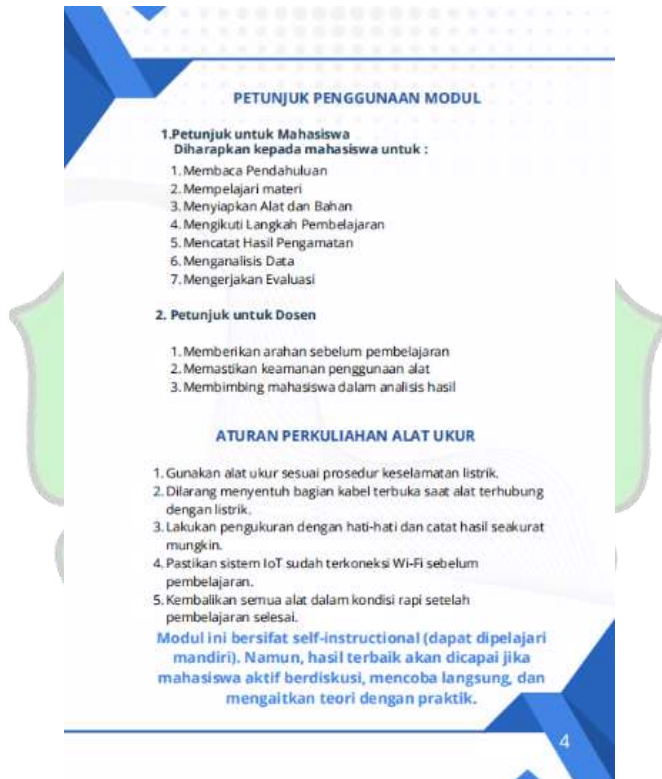 PETUNJUK PENGGUNAAN MODUL
1.Petunjuk untuk Mahasiswa
Diharapkan kepada mahasiswa untuk :
1. Membaca Pendahuluan
2. Mempelajari materi
3. Menyiapkan Alat dan Bahan
4. Mengikuti Langkah Pembelajaran
5. Mencatat Hasil Pengamatan
6. Menganalisis Data
7. Mengerjakan Evaluasi
2. Petunjuk untuk Dosen
1. Memberikan arahan sebelum pembelajaran
2. Memastikan keamanan penggunaan alat
3. Membimbing mahasiswa dalam analisis hasil
ATURAN PERKULIAHAN ALAT UKUR
1. Gunakan alat ukur sesuai prosedur keselamatan listrik.
2. Dilarang menyentuh bagian kabel terbuka saat alat terhubung
dengan listrik.
3. Lakukan pengukuran dengan hati-hati dan catat hasil seakurat
mungkin.
4. Pastikan sistem IoT sudah terkoneksi Wi-Fi sebelum
pembelajaran.
5. Kembalikan semua alat dalam kondisi rapi setelah
pembelajaran selesai.
Modul ini bersifat self-instructional (dapat dipelajari
mandiri). Namun, hasil terbaik akan dicapai jika
mahasiswa aktif berdiskusi, mencoba langsung, dan
mengaitkan teori dengan praktik.
4